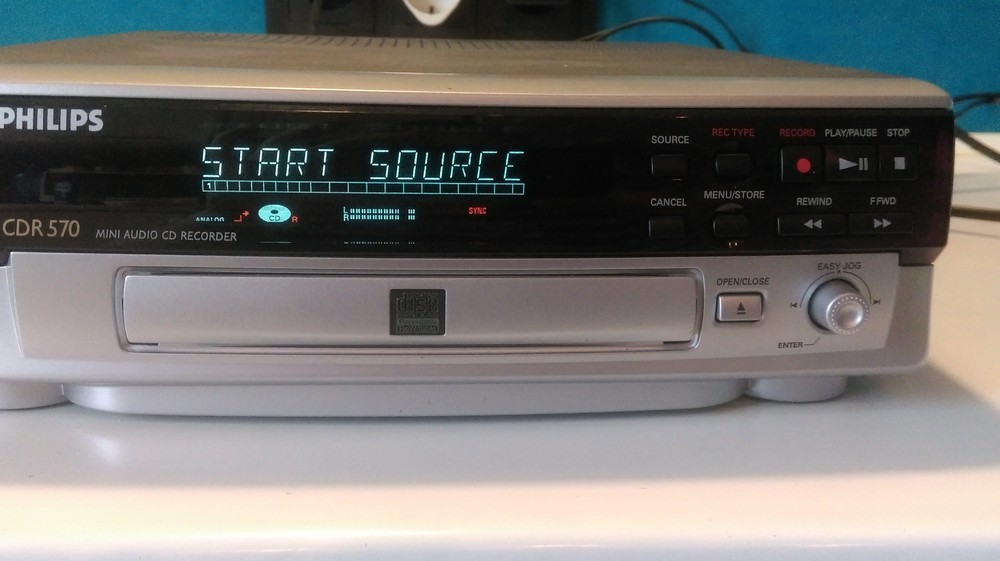 PHILIPS
START SOURCE
1
ANALOG CD R
L
R
SYNC
CDR 570 MINI AUDIO CD RECORDER
SOURCE REC TYPE RECORD PLAY/PAUSE STOP
CANCEL MENU/STORE REWIND F FWD
OPEN/CLOSE EASY JOG
ENTER